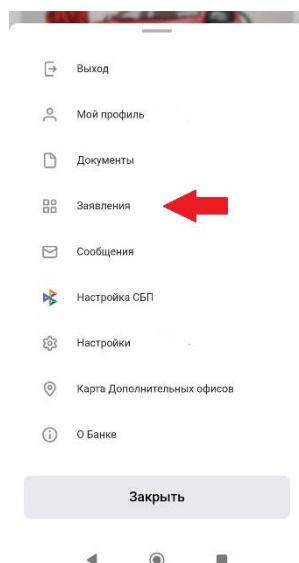 Выход
Мой профиль
Документы
Заявления
Сообщения
Настройка СБП
Настройки
Карта Дополнительных офисов
О Банке
Закрыть